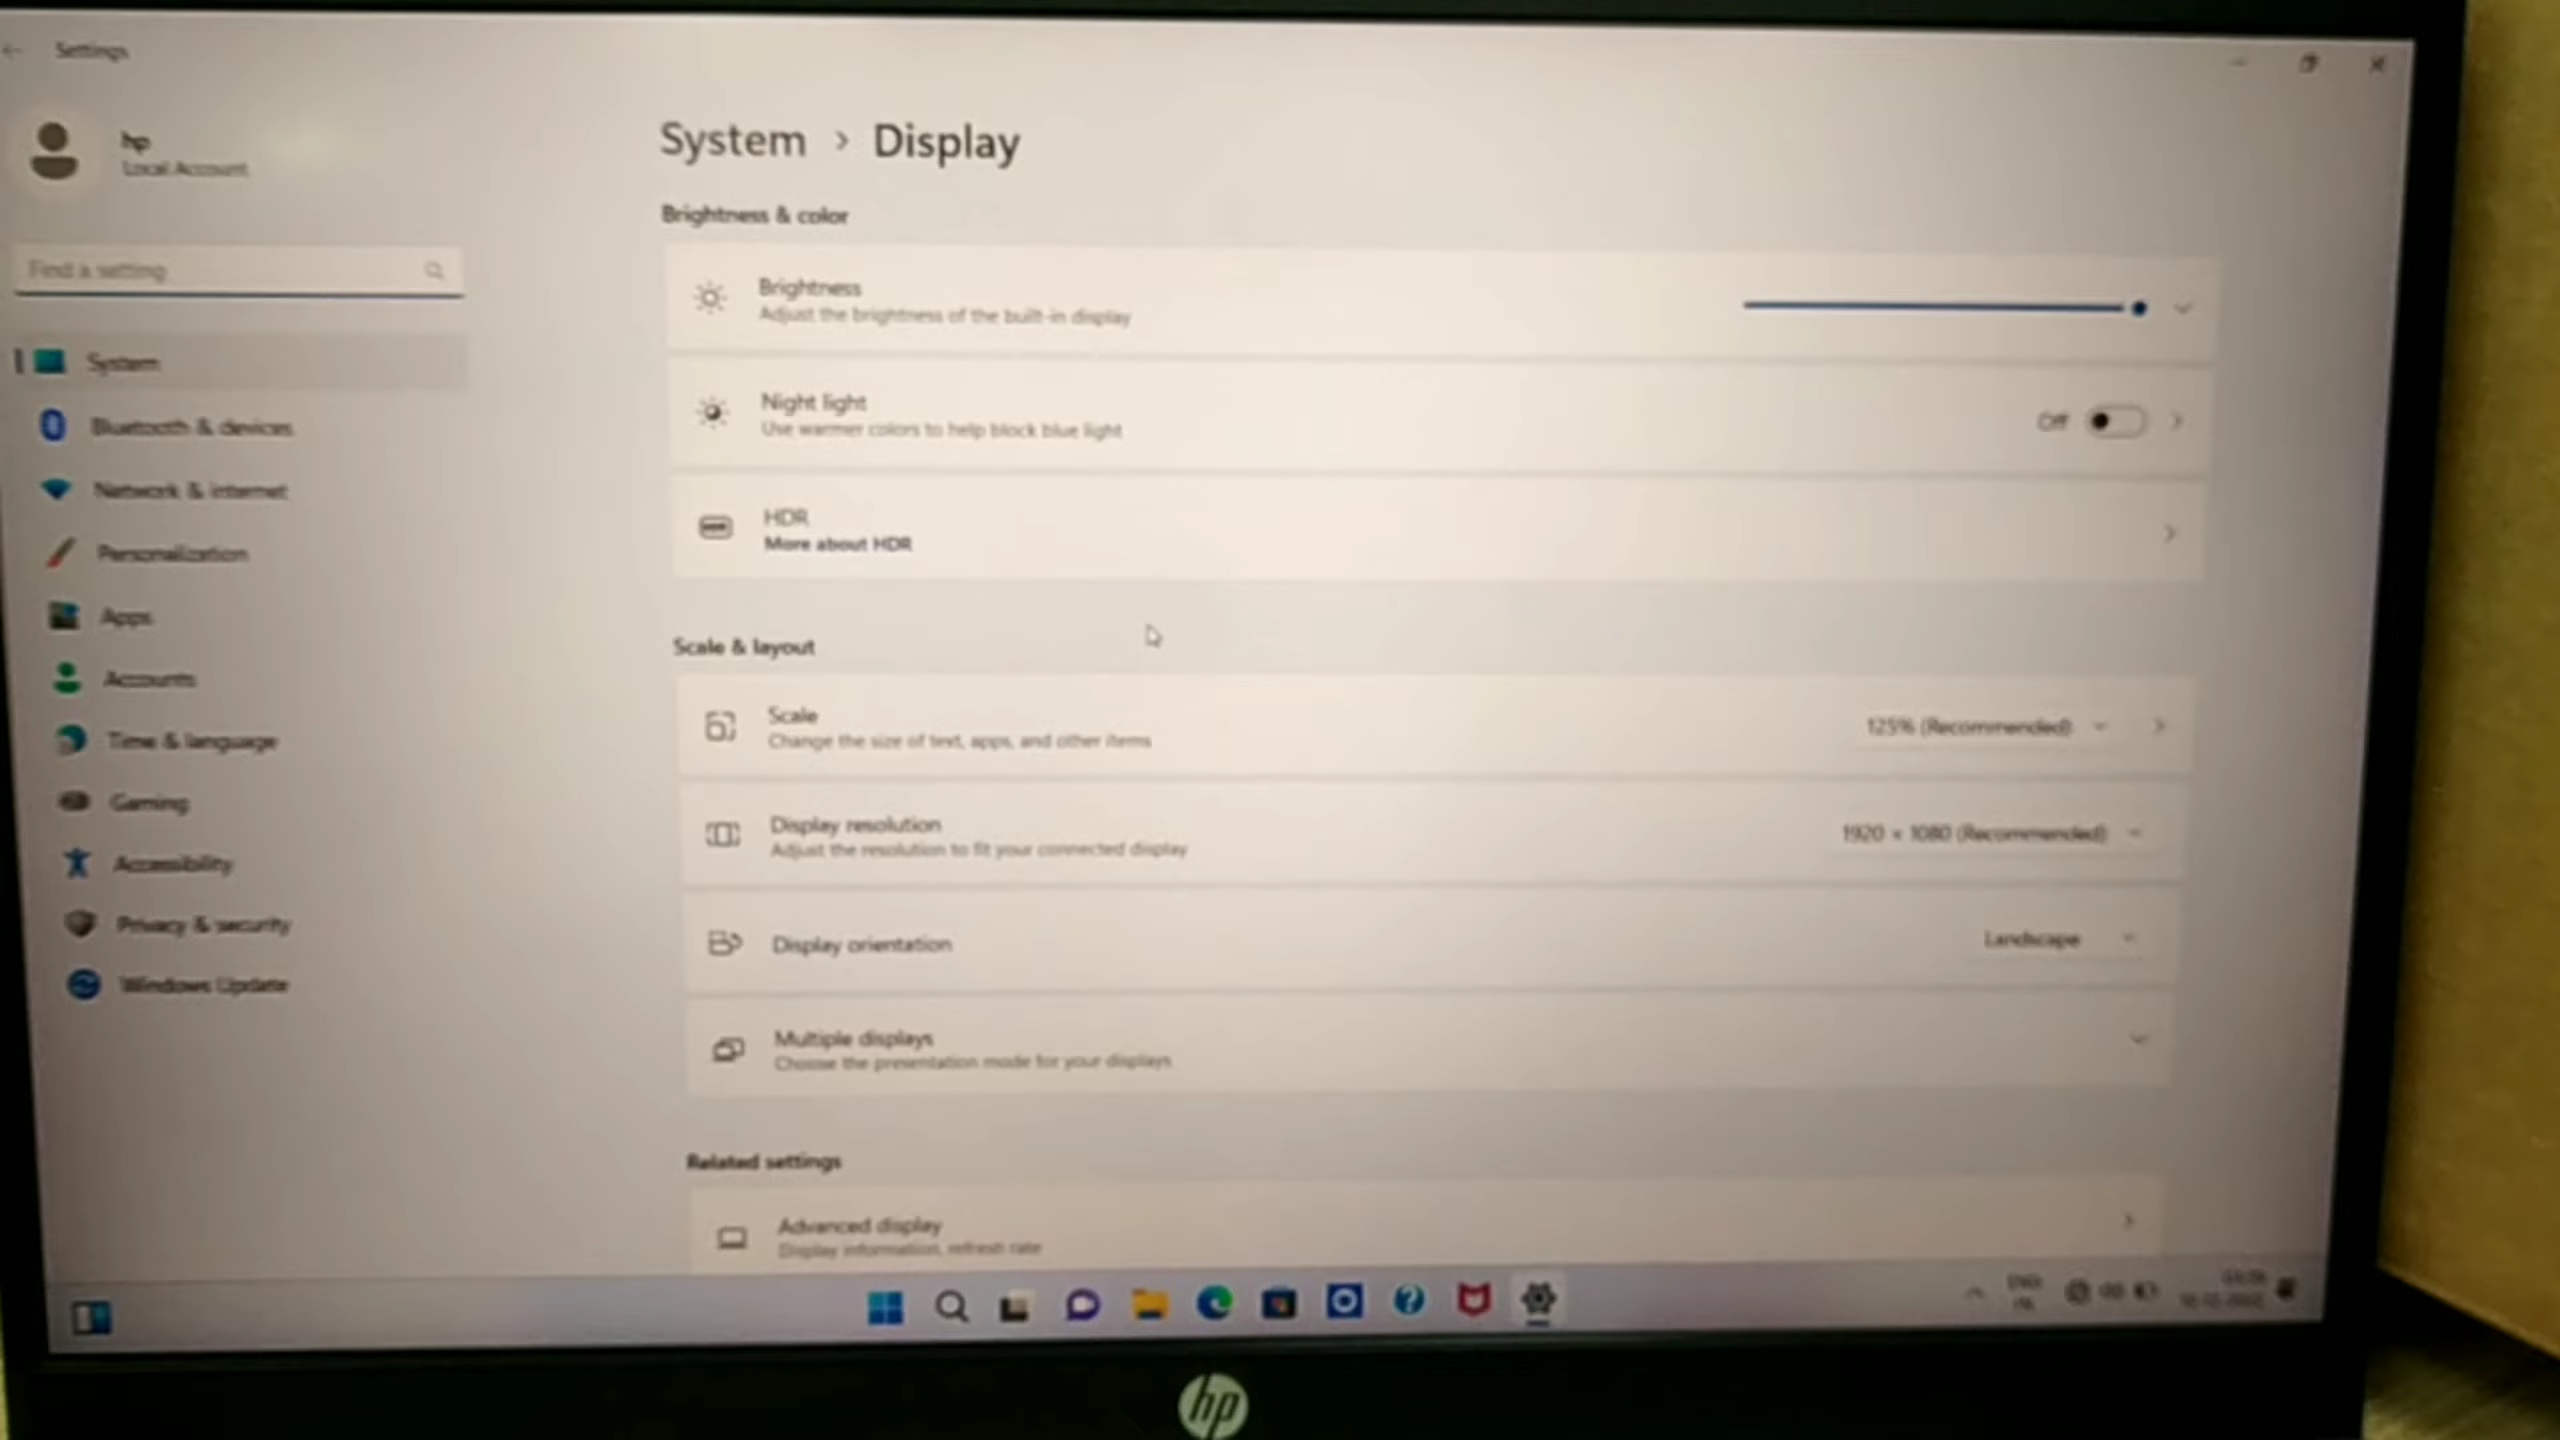 Settings
hp
Local Account
Find a setting
System
Bluetooth & devices
Network & internet
Personalization
Apps
Accounts
Time & language
Gaming
Accessibility
Privacy & security
Windows Update
System > Display
Brightness & color
Brightness
Adjust the brightness of the built-in display
Night light
Use warmer colors to help block blue light
Off
HDR
More about HDR
Scale & layout
Scale
Change the size of text, apps, and other items
125% (Recommended)
Display resolution
Adjust the resolution to fit your connected display
1920 × 1080 (Recommended)
Display orientation
Landscape
Multiple displays
Choose the presentation mode for your displays
Related settings
Advanced display
Display information, refresh rate
ENG
hp